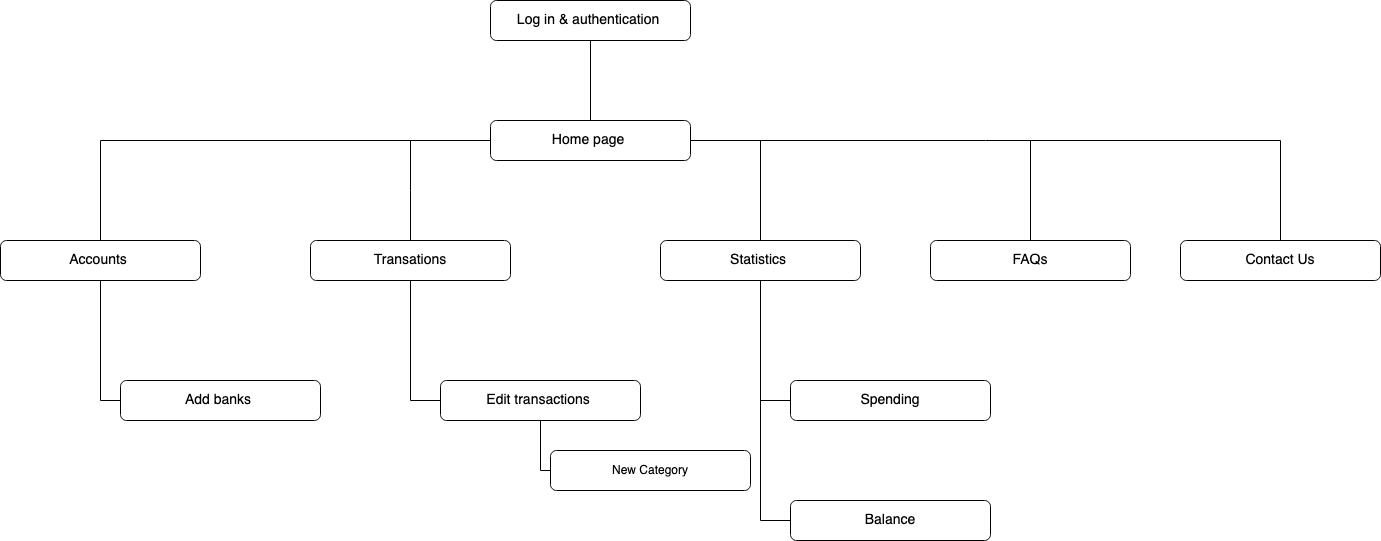 Log in & authentication
Home page
Accounts
Transations
Statistics
FAQs
Contact Us
Add banks
Edit transactions
Spending
New Category
Balance